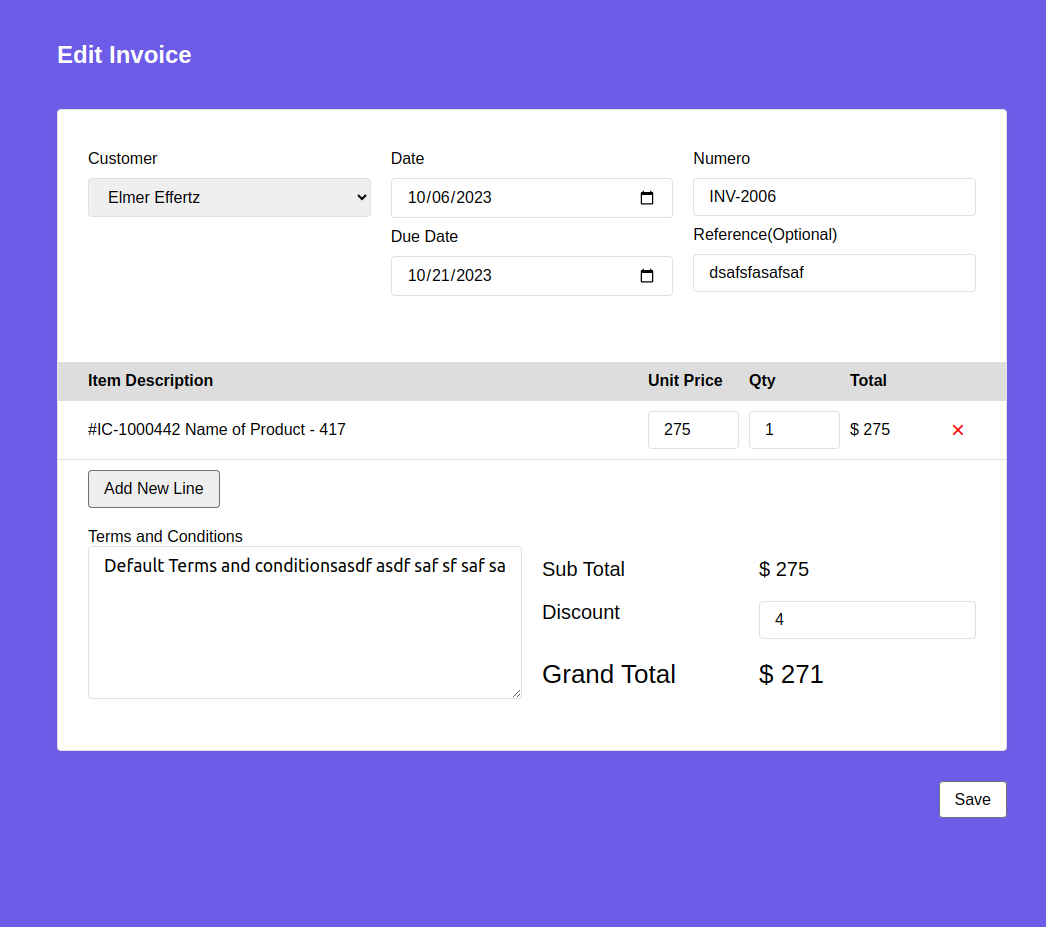 Edit Invoice
Customer
Elmer Effertz
Date
10/06/2023
Due Date
10/21/2023
Numero
INV-2006
Reference(Optional)
dsafsfasafsaf
Item Description Unit Price Qty Total
#IC-1000442 Name of Product - 417 275 1 $ 275 ✕
Add New Line
Terms and Conditions
Default Terms and conditionsasdf asdf saf sf saf sa
Sub Total $ 275
Discount 4
Grand Total $ 271
Save